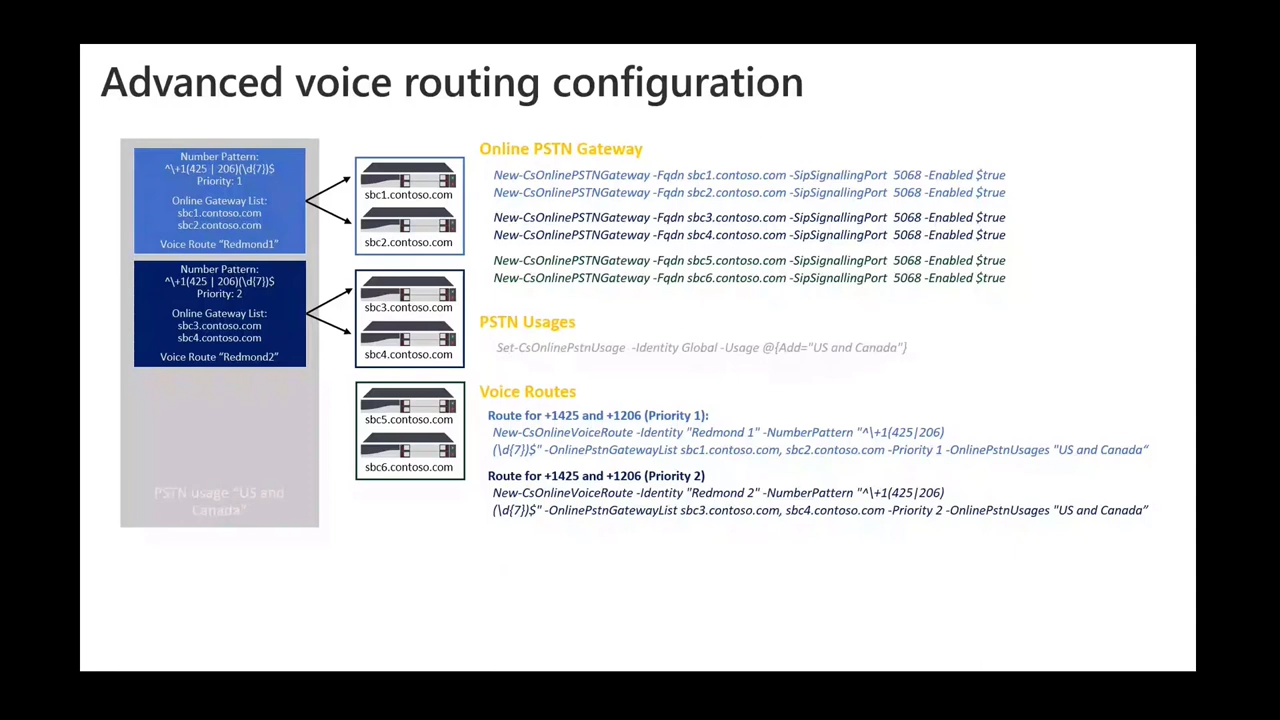 Advanced voice routing configuration
Number Pattern:
^\+1(425 | 206)(\d{7})$
Priority: 1
Online Gateway List:
sbc1.contoso.com
sbc2.contoso.com
Voice Route “Redmond1”
Number Pattern:
^\+1(425 | 206)(\d{7})$
Priority: 2
Online Gateway List:
sbc3.contoso.com
sbc4.contoso.com
Voice Route “Redmond2”
PSTN usage “US and
Canada”
sbc1.contoso.com
sbc2.contoso.com
sbc3.contoso.com
sbc4.contoso.com
sbc5.contoso.com
sbc6.contoso.com
Online PSTN Gateway
New-CsOnlinePSTNGateway -Fqdn sbc1.contoso.com -SipSignallingPort 5068 -Enabled $true
New-CsOnlinePSTNGateway -Fqdn sbc2.contoso.com -SipSignallingPort 5068 -Enabled $true
New-CsOnlinePSTNGateway -Fqdn sbc3.contoso.com -SipSignallingPort 5068 -Enabled $true
New-CsOnlinePSTNGateway -Fqdn sbc4.contoso.com -SipSignallingPort 5068 -Enabled $true
New-CsOnlinePSTNGateway -Fqdn sbc5.contoso.com -SipSignallingPort 5068 -Enabled $true
New-CsOnlinePSTNGateway -Fqdn sbc6.contoso.com -SipSignallingPort 5068 -Enabled $true
PSTN Usages
Set-CsOnlinePstnUsage -Identity Global -Usage @{Add="US and Canada"}
Voice Routes
Route for +1425 and +1206 (Priority 1):
New-CsOnlineVoiceRoute -Identity "Redmond 1" -NumberPattern "^\+1(425|206)
(\d{7})$" -OnlinePstnGatewayList sbc1.contoso.com, sbc2.contoso.com -Priority 1 -OnlinePstnUsages "US and Canada“
Route for +1425 and +1206 (Priority 2)
New-CsOnlineVoiceRoute -Identity "Redmond 2" -NumberPattern "^\+1(425|206)
(\d{7})$" -OnlinePstnGatewayList sbc3.contoso.com, sbc4.contoso.com -Priority 2 -OnlinePstnUsages "US and Canada“